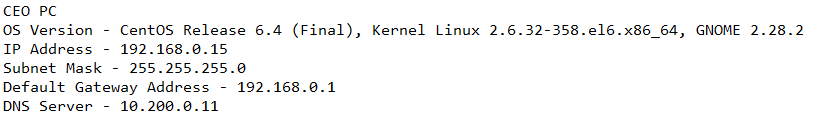 CEO PC
OS Version - CentOS Release 6.4 (Final), Kernel Linux 2.6.32-358.el6.x86_64, GNOME 2.28.2
IP Address - 192.168.0.15
Subnet Mask - 255.255.255.0
Default Gateway Address - 192.168.0.1
DNS Server - 10.200.0.11